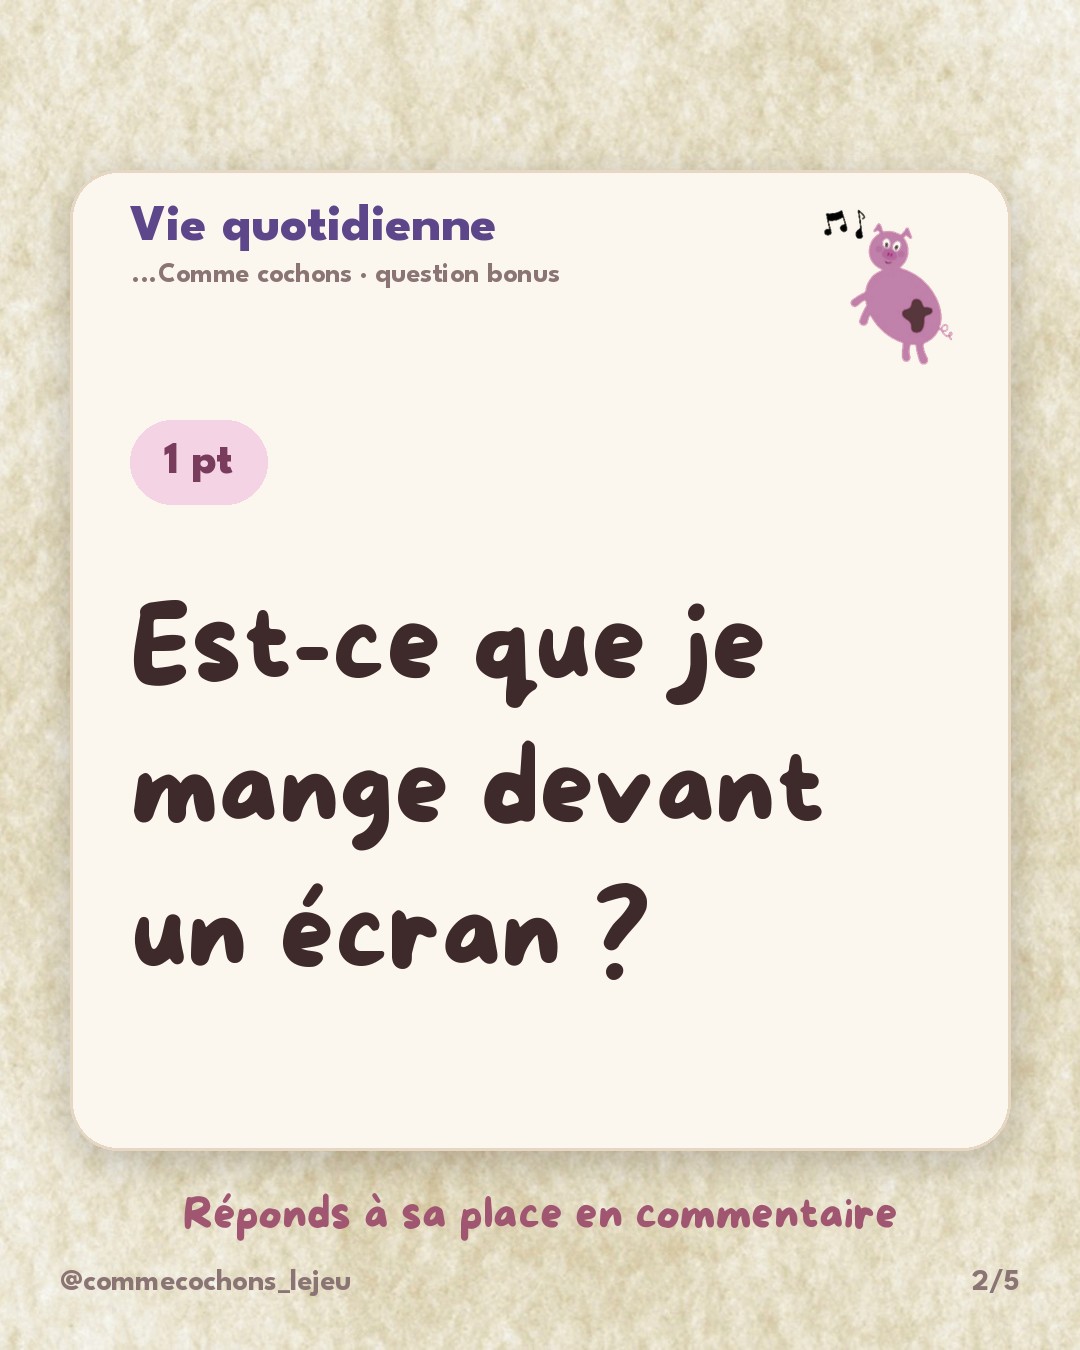 Vie quotidienne
...Comme cochons · question bonus
1 pt
Est-ce que je
mange devant
un écran ?
Réponds à sa place en commentaire
@commecochons_lejeu
2/5